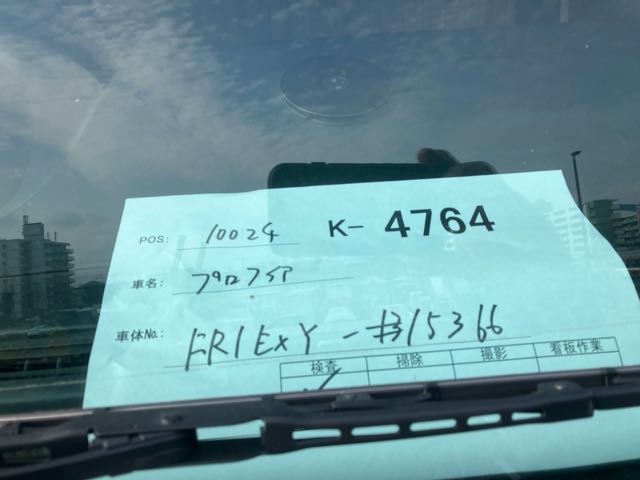 POS: 10024 K-4764
車名: プロフィア
車体No. FR1EXY-#315366
検査 掃除 撮影 看板作業
✓